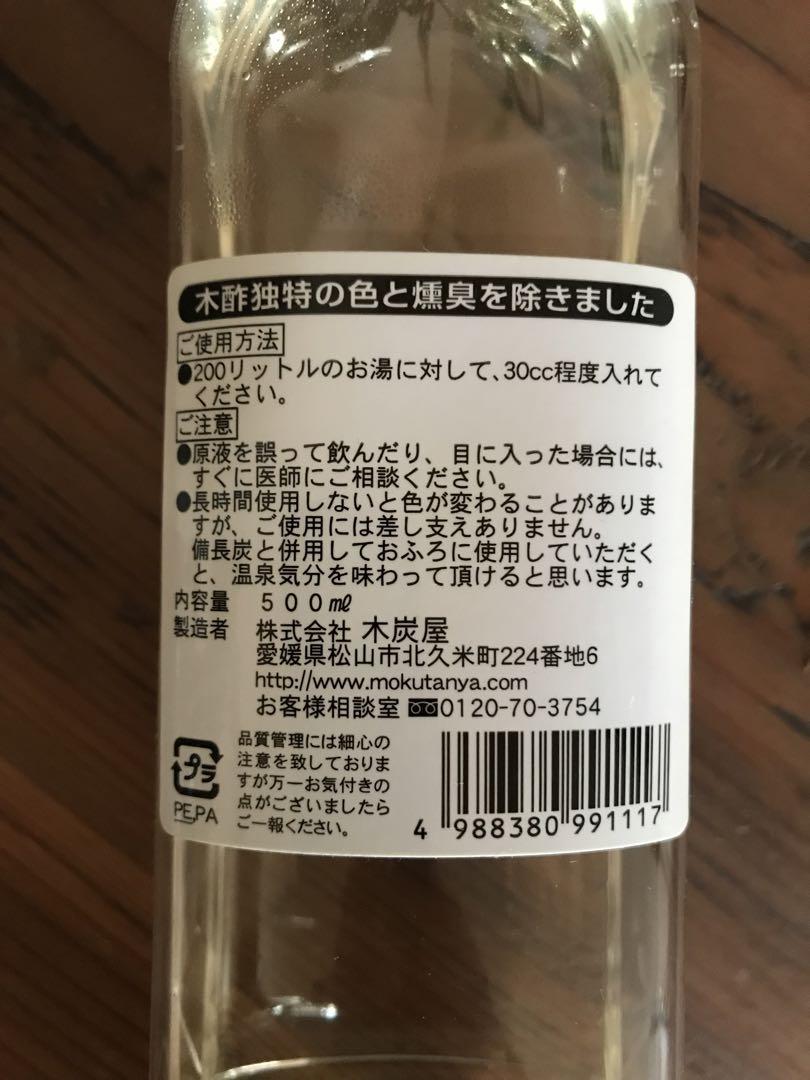 木酢独特の色と燻臭を除きました
ご使用方法
●200リットルのお湯に対して、30cc程度入れて
ください。
ご注意
●原液を誤って飲んだり、目に入った場合には、
すぐに医師にご相談ください。
●長時間使用しないと色が変わることがありま
すが、ご使用には差し支えありません。
備長炭と併用しておふろに使用していただく
と、温泉気分を味わって頂けると思います。
内容量 500㎖
製造者 株式会社 木炭屋
愛媛県松山市北久米町224番地6
http://www.mokutanya.com
お客様相談室 0120-70-3754
プラ
PE,PA
品質管理には細心の
注意を致しておりま
すが万一お気付きの
点がございましたら
ご一報ください。
4 988380 991117